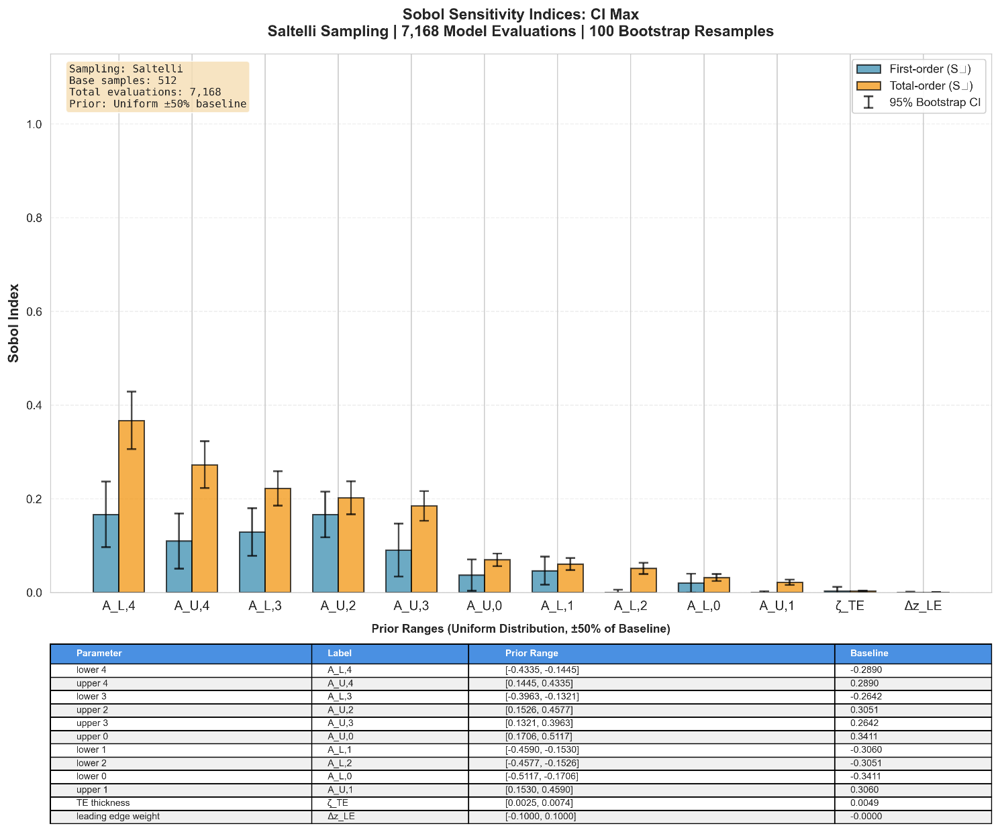 Sobol Sensitivity Indices: Cl Max
Saltelli Sampling | 7,168 Model Evaluations | 100 Bootstrap Resamples
Sampling: Saltelli
Base samples: 512
Total evaluations: 7,168
Prior: Uniform ±50% baseline
First-order (S□)
Total-order (S□)
95% Bootstrap CI
Sobol Index
1.0
0.8
0.6
0.4
0.2
0.0
A_L,4 A_U,4 A_L,3 A_U,2 A_U,3 A_U,0 A_L,1 A_L,2 A_L,0 A_U,1 ζ_TE Δz_LE
Prior Ranges (Uniform Distribution, ±50% of Baseline)
Parameter Label Prior Range Baseline
lower 4 A_L,4 [-0.4335, -0.1445] -0.2890
upper 4 A_U,4 [0.1445, 0.4335] 0.2890
lower 3 A_L,3 [-0.3963, -0.1321] -0.2642
upper 2 A_U,2 [0.1526, 0.4577] 0.3051
upper 3 A_U,3 [0.1321, 0.3963] 0.2642
upper 0 A_U,0 [0.1706, 0.5117] 0.3411
lower 1 A_L,1 [-0.4590, -0.1530] -0.3060
lower 2 A_L,2 [-0.4577, -0.1526] -0.3051
lower 0 A_L,0 [-0.5117, -0.1706] -0.3411
upper 1 A_U,1 [0.1530, 0.4590] 0.3060
TE thickness ζ_TE [0.0025, 0.0074] 0.0049
leading edge weight Δz_LE [-0.1000, 0.1000] -0.0000